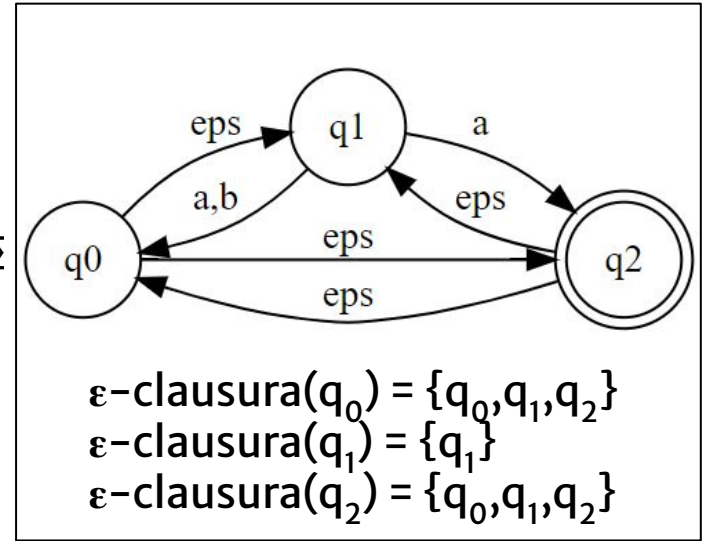 eps
q1
a
a,b
eps
q0
eps
q2
eps
ε-clausura(q₀) = {q₀,q₁,q₂}
ε-clausura(q₁) = {q₁}
ε-clausura(q₂) = {q₀,q₁,q₂}